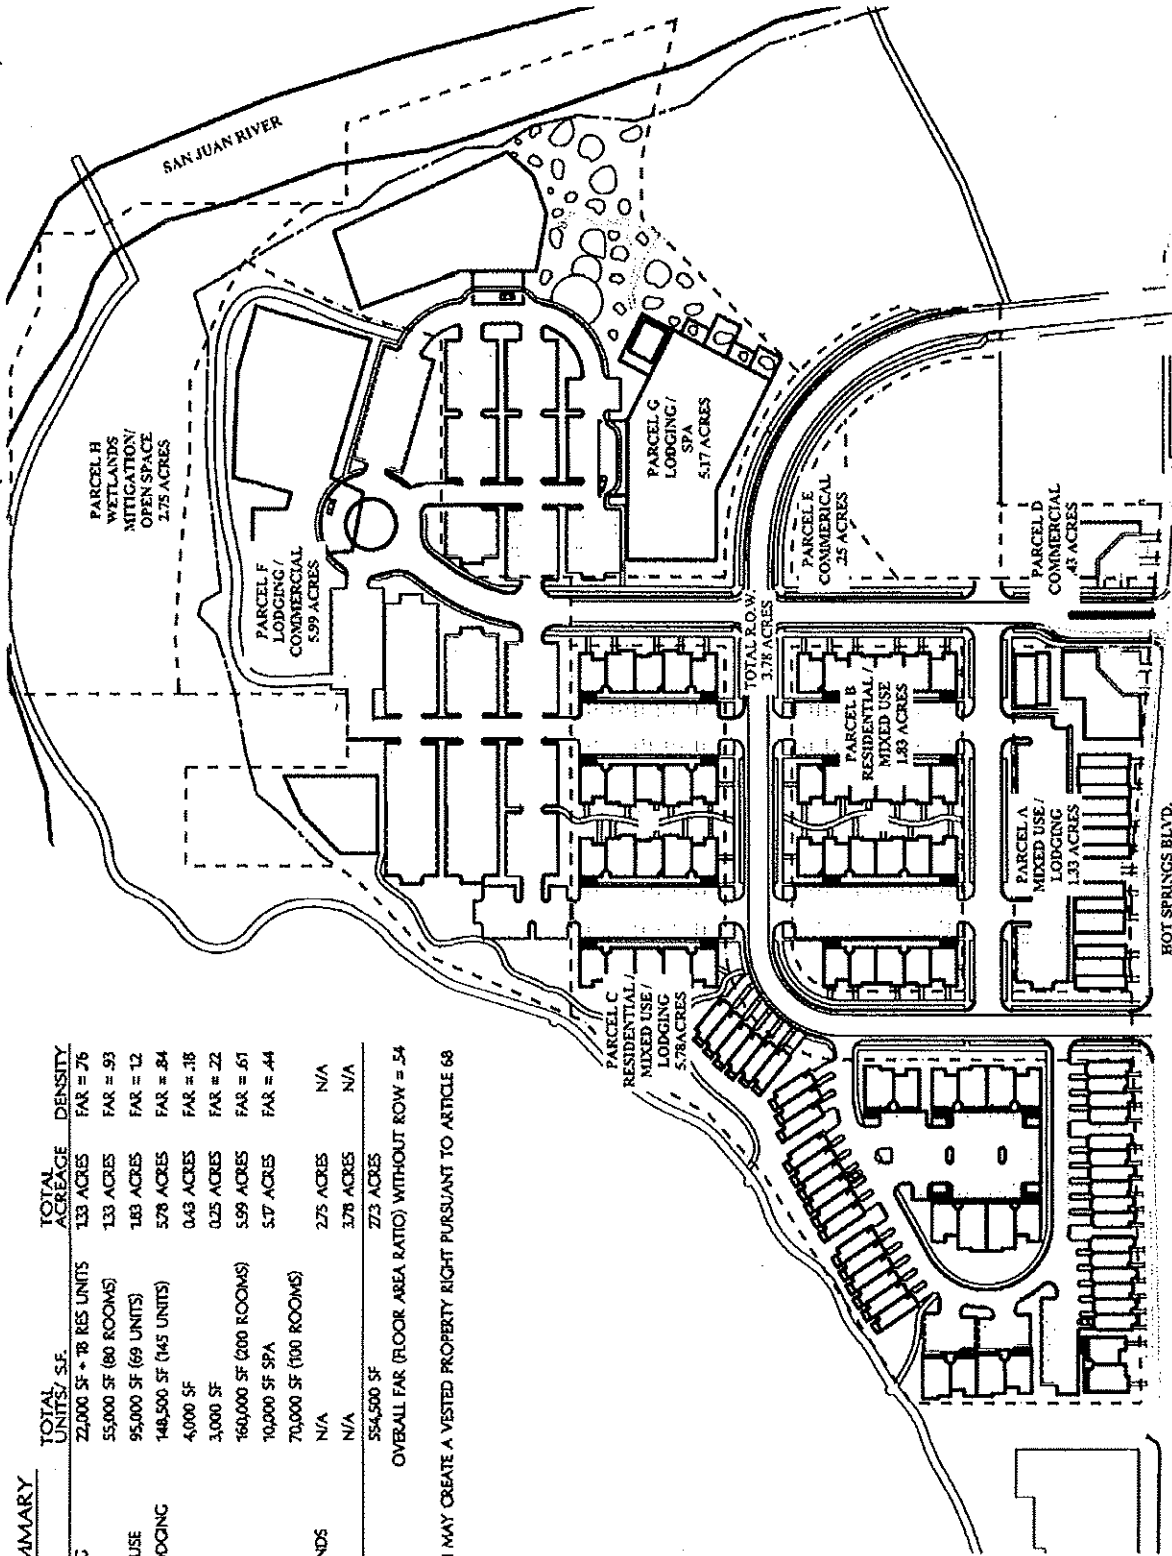 MMARY
TOTAL UNITS/ S.F. TOTAL ACREAGE DENSITY
22,000 SF + 18 RES UNITS 1.33 ACRES FAR = .76
55,000 SF (80 ROOMS) 1.33 ACRES FAR = .93
USE 95,000 SF (69 UNITS) 1.83 ACRES FAR = 1.2
DGING 148,500 SF (145 UNITS) 5.78 ACRES FAR = .84
4,000 SF 0.43 ACRES FAR = .18
3,000 SF 0.25 ACRES FAR = .22
160,000 SF (200 ROOMS) 5.99 ACRES FAR = .61
10,000 SF SPA 5.17 ACRES FAR = .44
70,000 SF (100 ROOMS)
NDS N/A 2.75 ACRES N/A
N/A 3.78 ACRES N/A
554,500 SF 27.3 ACRES
OVERALL FAR (FLOOR AREA RATIO) WITHOUT ROW = .54
MAY CREATE A VESTED PROPERTY RIGHT PURSUANT TO ARTICLE 68
SAN JUAN RIVER
PARCEL H
WETLANDS
MITIGATION/
OPEN SPACE
2.75 ACRES
PARCEL F
LODGING /
COMMERCIAL
5.99 ACRES
PARCEL G
LODGING /
SPA
5.17 ACRES
PARCEL E
COMMERICAL
.25 ACRES
PARCEL D
COMMERCIAL
.43 ACRES
TOTAL R.O.W.
3.78 ACRES
PARCEL B
RESIDENTIAL /
MIXED USE
1.83 ACRES
PARCEL A
MIXED USE /
LODGING
1.33 ACRES
PARCEL C
RESIDENTIAL /
MIXED USE /
LODGING
5.78ACRES
HOT SPRINGS BLVD.